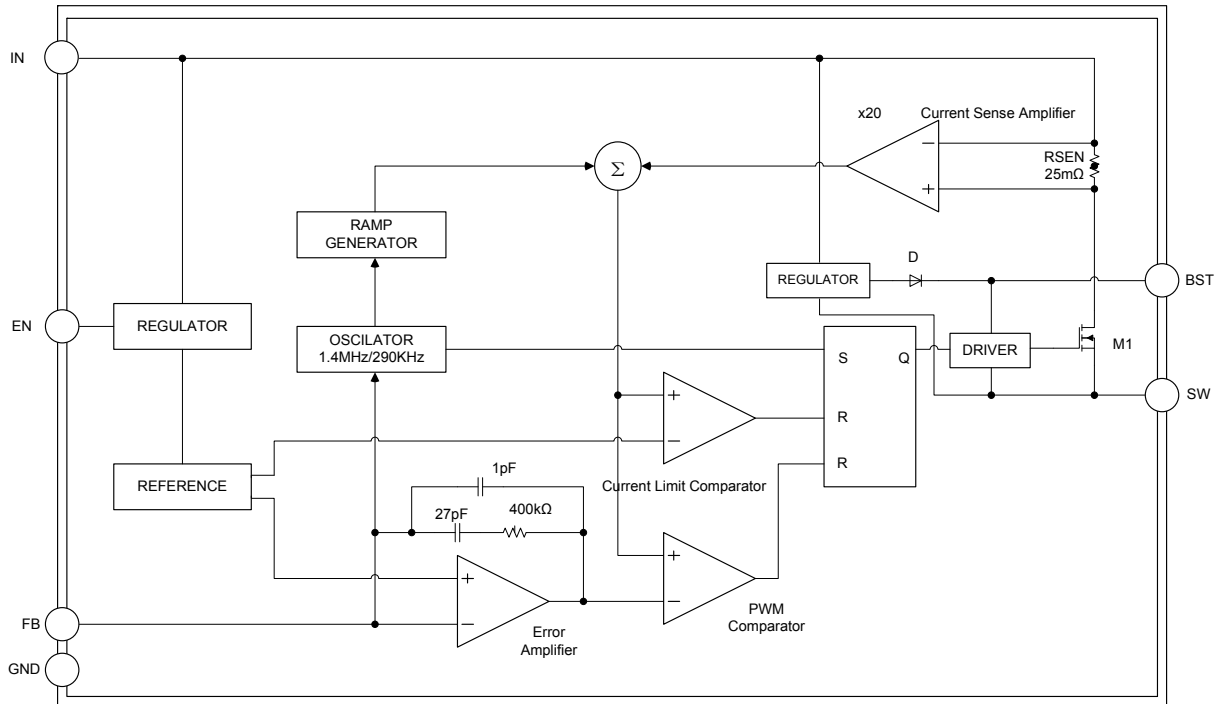 IN
x20
Current Sense Amplifier
−
+
RSEN
25mΩ
Σ
RAMP
GENERATOR
D
REGULATOR
BST
EN
REGULATOR
OSCILATOR
1.4MHz/290KHz
S
Q
DRIVER
M1
SW
+
−
R
R
Current Limit Comparator
REFERENCE
1pF
27pF
400kΩ
+
−
+
−
PWM
Comparator
Error
Amplifier
FB
GND